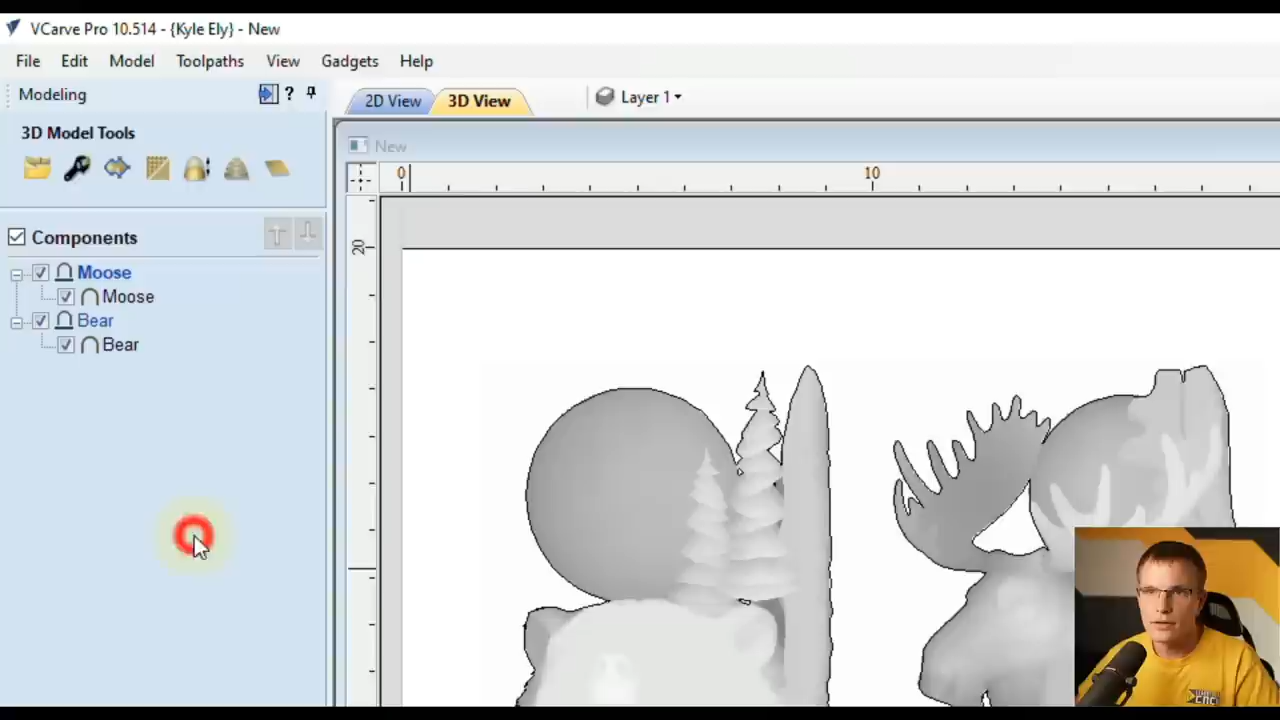 VCarve Pro 10.514 - {Kyle Ely} - New
File Edit Model Toolpaths View Gadgets Help
Modeling ?
2D View 3D View Layer 1
3D Model Tools
New
0 10
20
Components
Moose
Moose
Bear
Bear
CNC